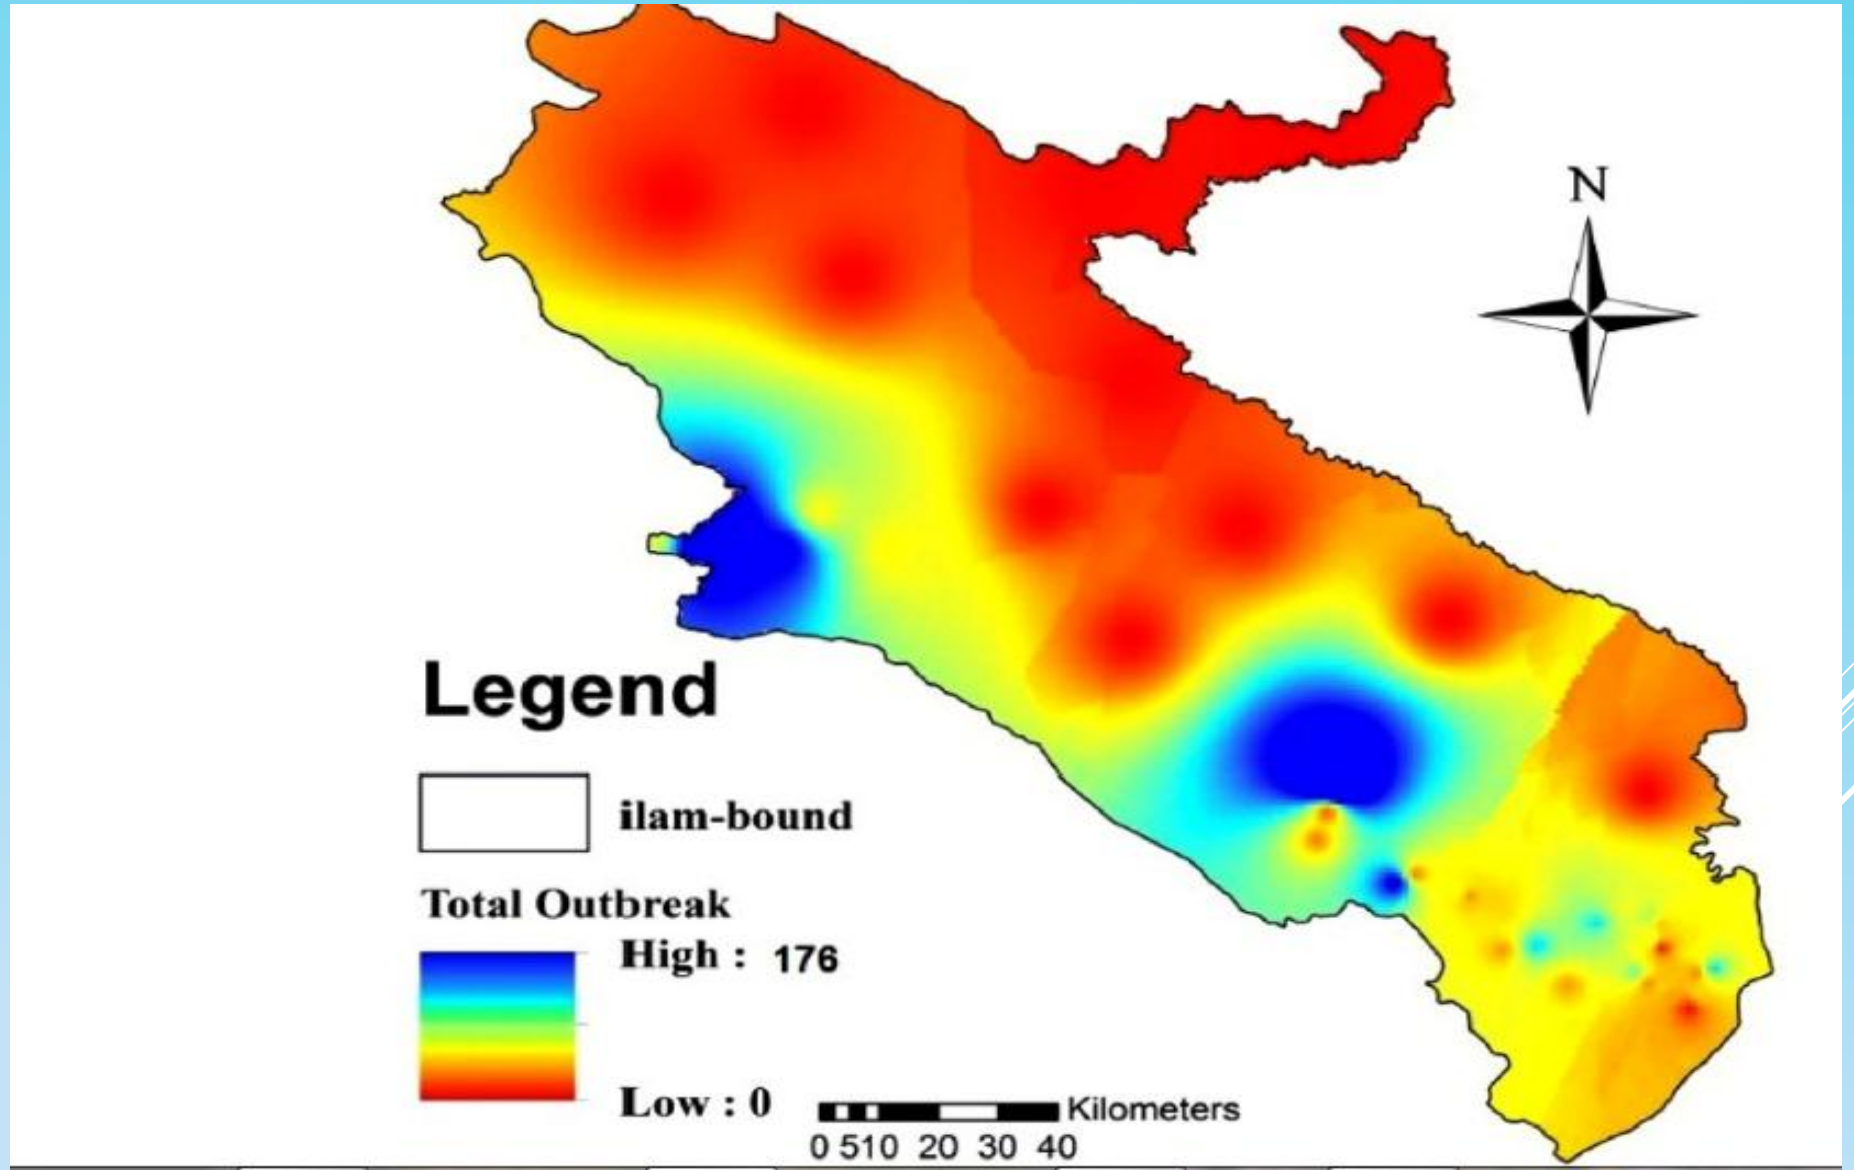 N
Legend
ilam-bound
Total Outbreak
High : 176
Low : 0
Kilometers
0 510 20 30 40